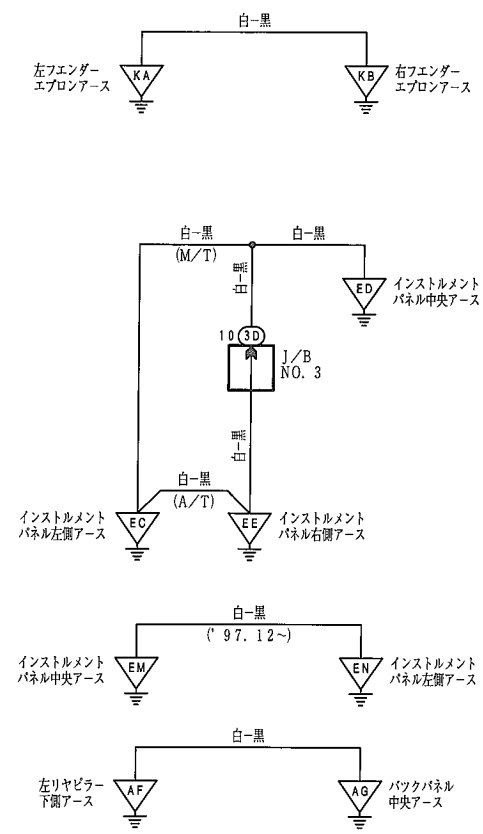 白－黒
左フエンダー
エプロンアース
KA
KB
右フエンダー
エプロンアース
白－黒
(M／T)
白－黒
白－黒
ED
インストルメント
パネル中央アース
10
3D
J／B
NO. 3
白－黒
白－黒
(A／T)
インストルメント
パネル左側アース
EC
EE
インストルメント
パネル右側アース
白－黒
(' 97. 12～)
インストルメント
パネル中央アース
EM
EN
インストルメント
パネル左側アース
白－黒
左リヤピラー
下側アース
AF
AG
バックパネル
中央アース